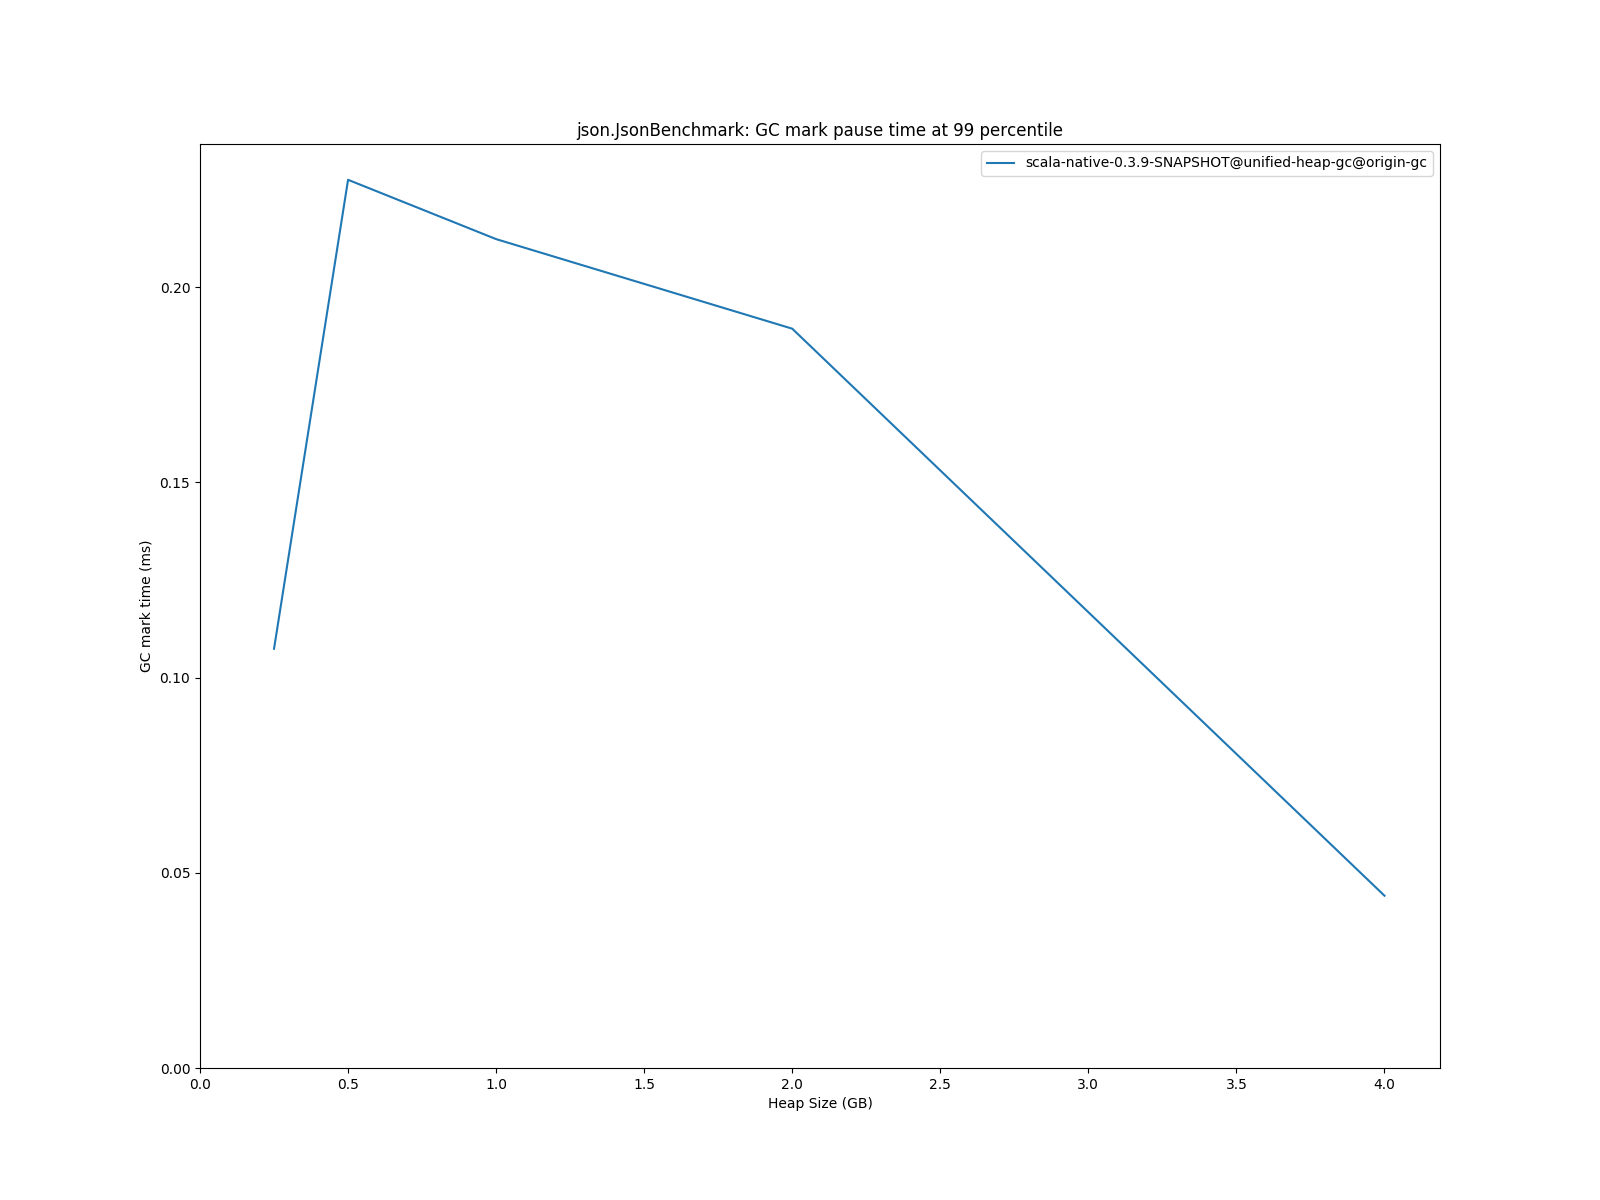 json.JsonBenchmark: GC mark pause time at 99 percentile
scala-native-0.3.9-SNAPSHOT@unified-heap-gc@origin-gc
0.20
0.15
0.10
0.05
0.00
GC mark time (ms)
0.0 0.5 1.0 1.5 2.0 2.5 3.0 3.5 4.0
Heap Size (GB)